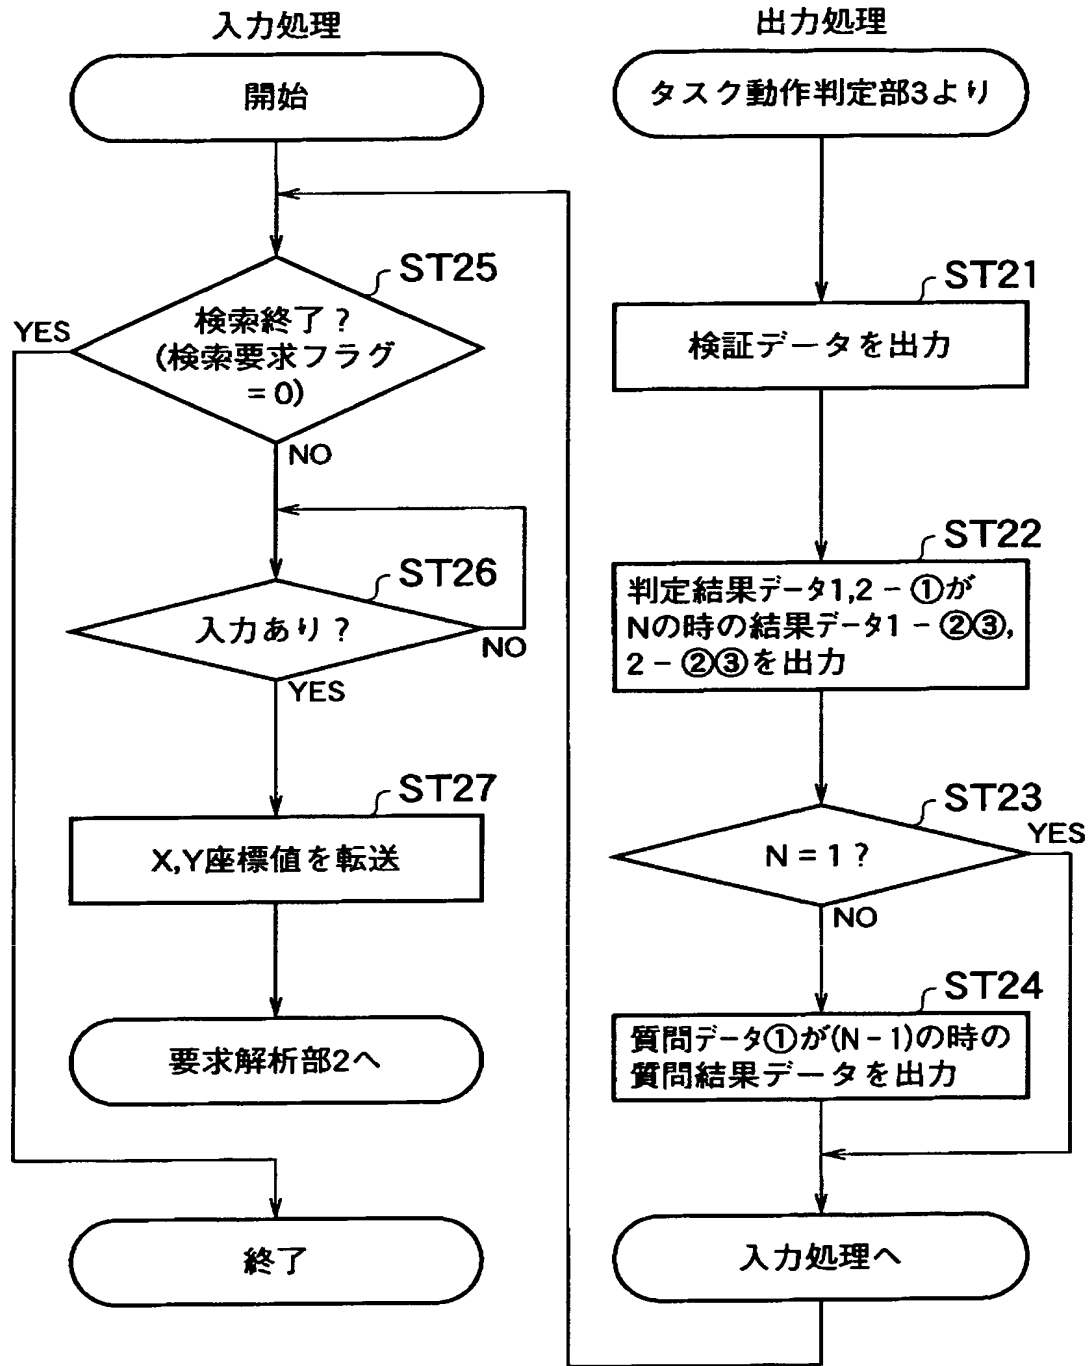 入力処理
開始
ST25
検索終了？
(検索要求フラグ
= 0)
YES
NO
ST26
入力あり？
NO
YES
ST27
X,Y座標値を転送
要求解析部2へ
終了
出力処理
タスク動作判定部3より
ST21
検証データを出力
ST22
判定結果データ1,2 - ①が
Nの時の結果データ1 - ②③,
2 - ②③を出力
ST23
N = 1 ?
YES
NO
ST24
質問データ①が(N - 1)の時の
質問結果データを出力
入力処理へ